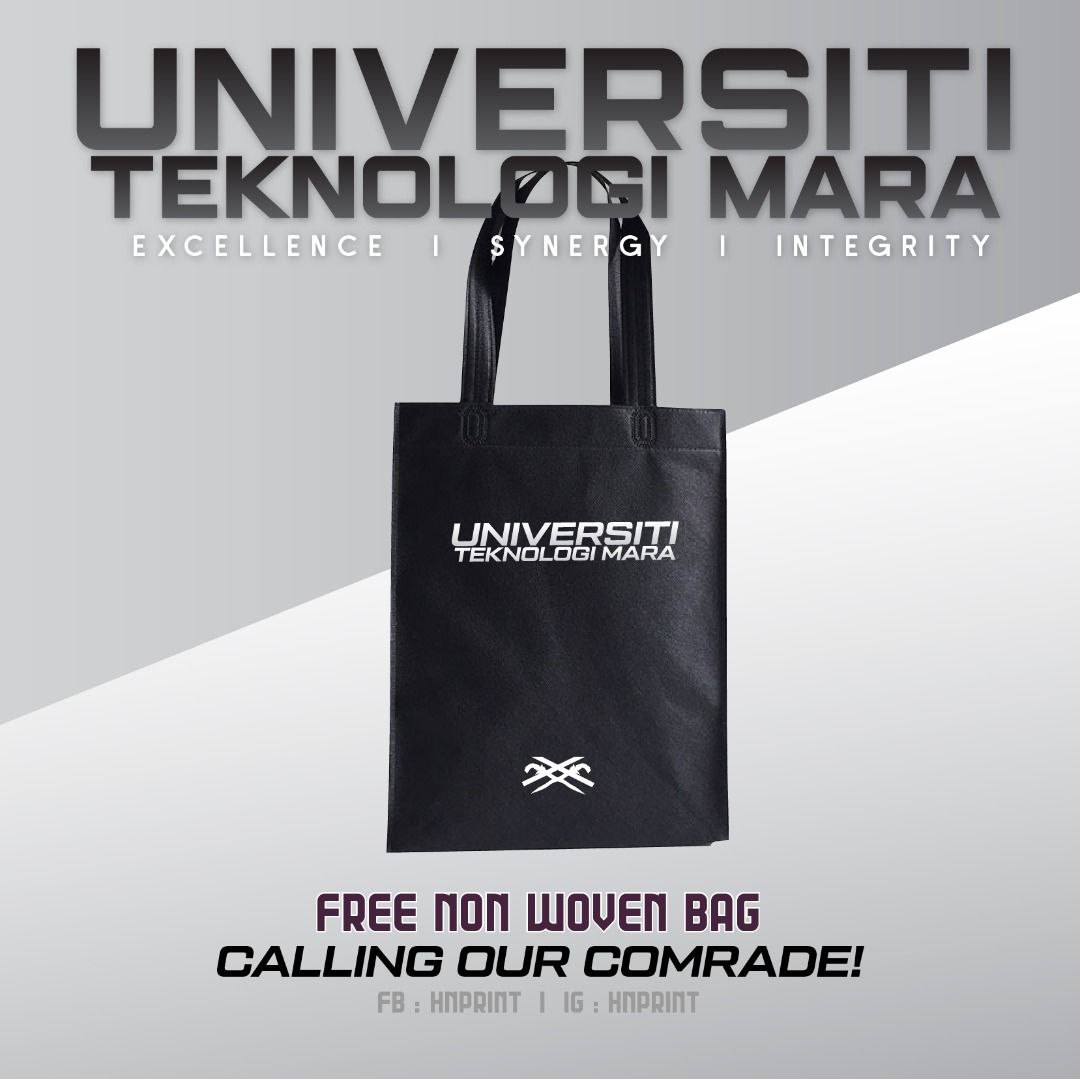 UNIVERSITI
TEKNOLOGI MARA
EXCELLENCE | SYNERGY | INTEGRITY
UNIVERSITI
TEKNOLOGI MARA
FREE NON WOVEN BAG
CALLING OUR COMRADE!
FB : HNPRINT | IG : HNPRINT